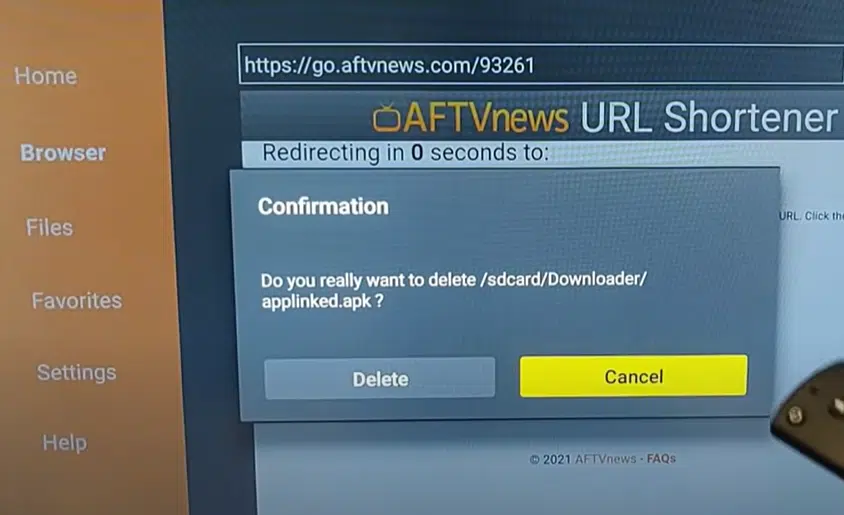 Home
Browser
Files
Favorites
Settings
Help
https://go.aftvnews.com/93261
AFTVnews URL Shortener
Redirecting in 0 seconds to:
URL. Click the
Confirmation
Do you really want to delete /sdcard/Downloader/
applinked.apk ?
Delete
Cancel
© 2021 AFTVnews - FAQs